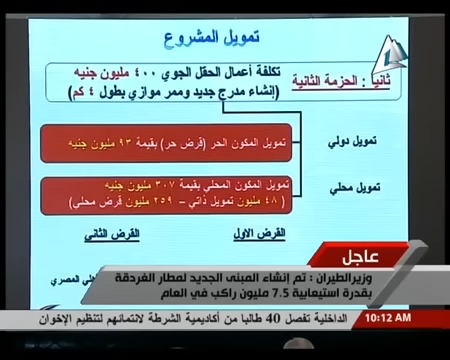 تمويل المشروع
ثانياً : الحزمة الثانية
تكلفة أعمال الحقل الجوي ٤٠٠ مليون جنيه
(إنشاء مدرج جديد وممر موازي بطول ٤ كم)
تمويل دولي
تمويل المكون الحر (قرض حر) بقيمة ٩٣ مليون جنيه
تمويل محلي
تمويل المكون المحلي بقيمة ٣٠٧ مليون جنيه
(٤٨ مليون تمويل ذاتي – ٢٥٩ مليون قرض محلي)
القرض الاول
القرض الثاني
لي المصري
عاجل
وزير الطيران : تم إنشاء المبنى الجديد لمطار الغردقة
بقدرة استيعابية 7.5 مليون راكب في العام
الداخلية تفصل 40 طالبا من أكاديمية الشرطة لانتمائهم لتنظيم الإخوان
10:12 AM